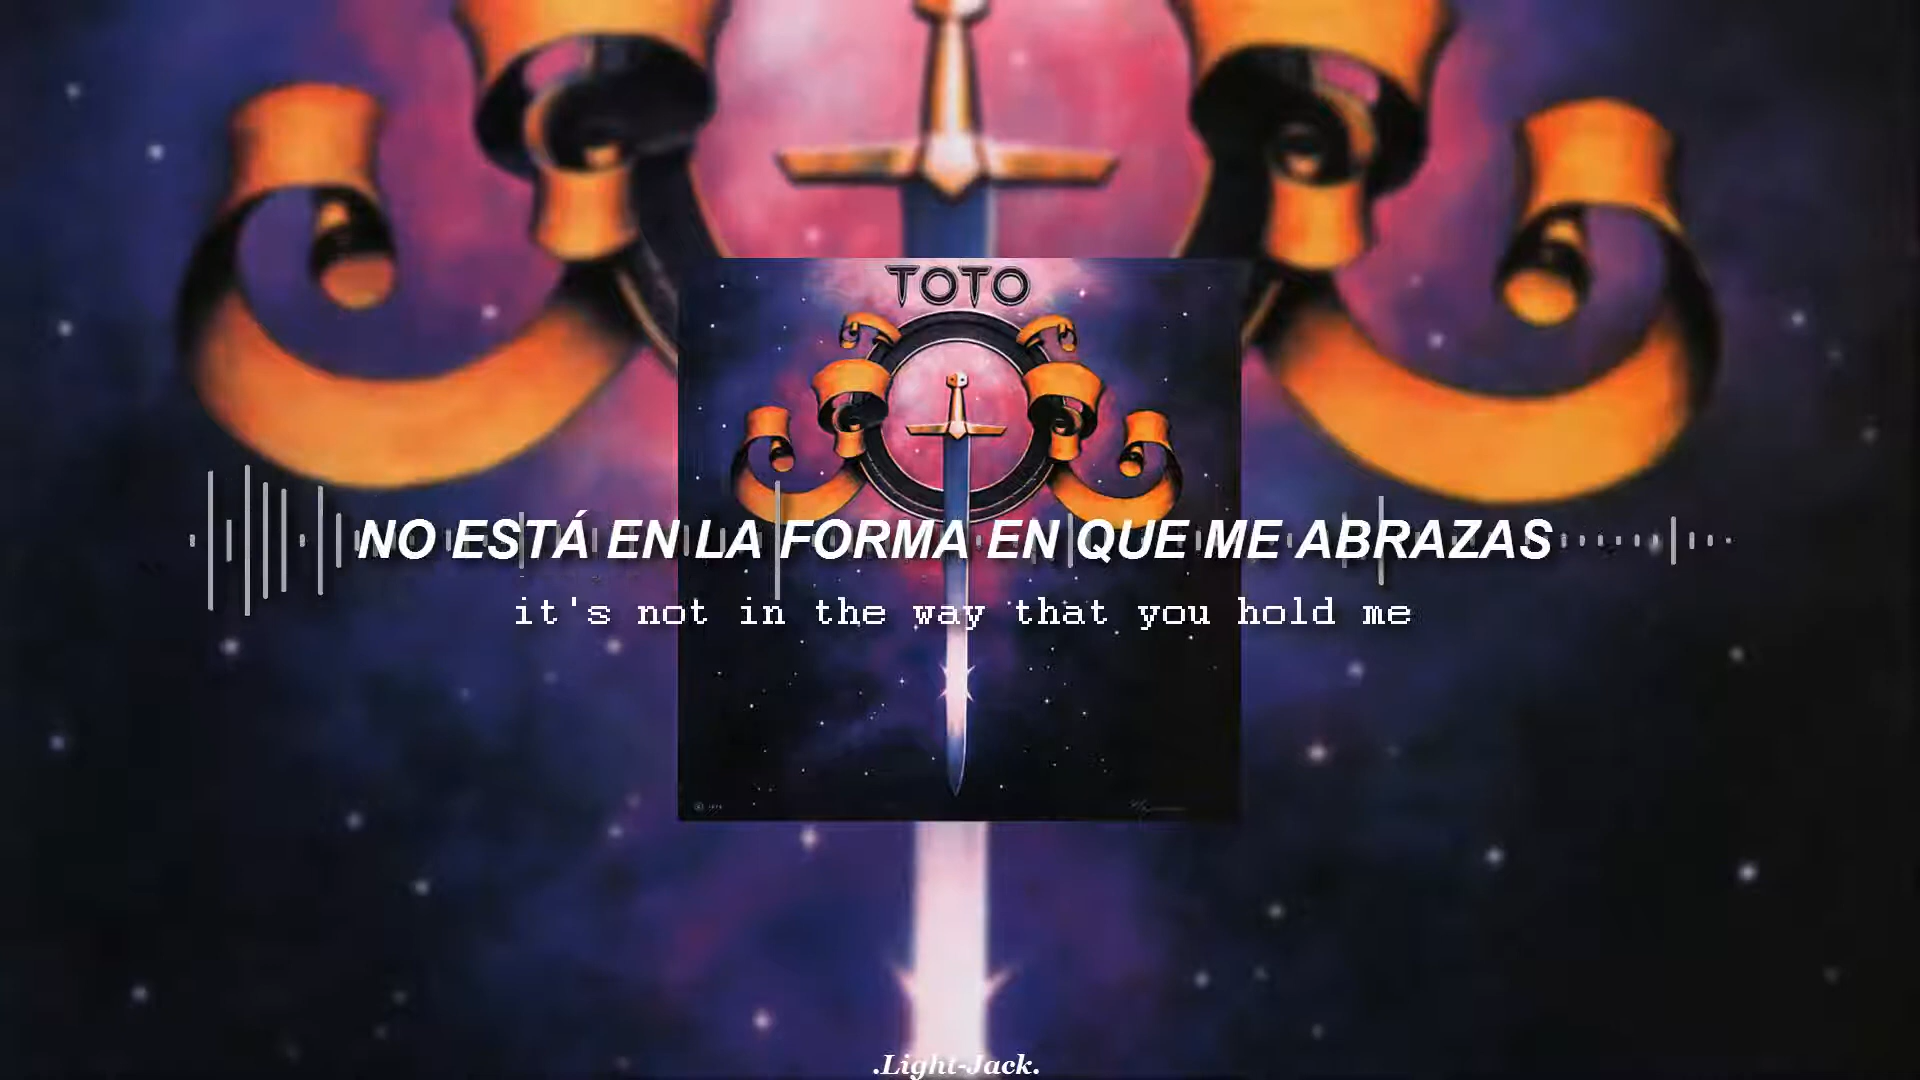 TOTO
NO ESTÁ EN LA FORMA EN QUE ME ABRAZAS
it's not in the way that you hold me
.Light-Jack.